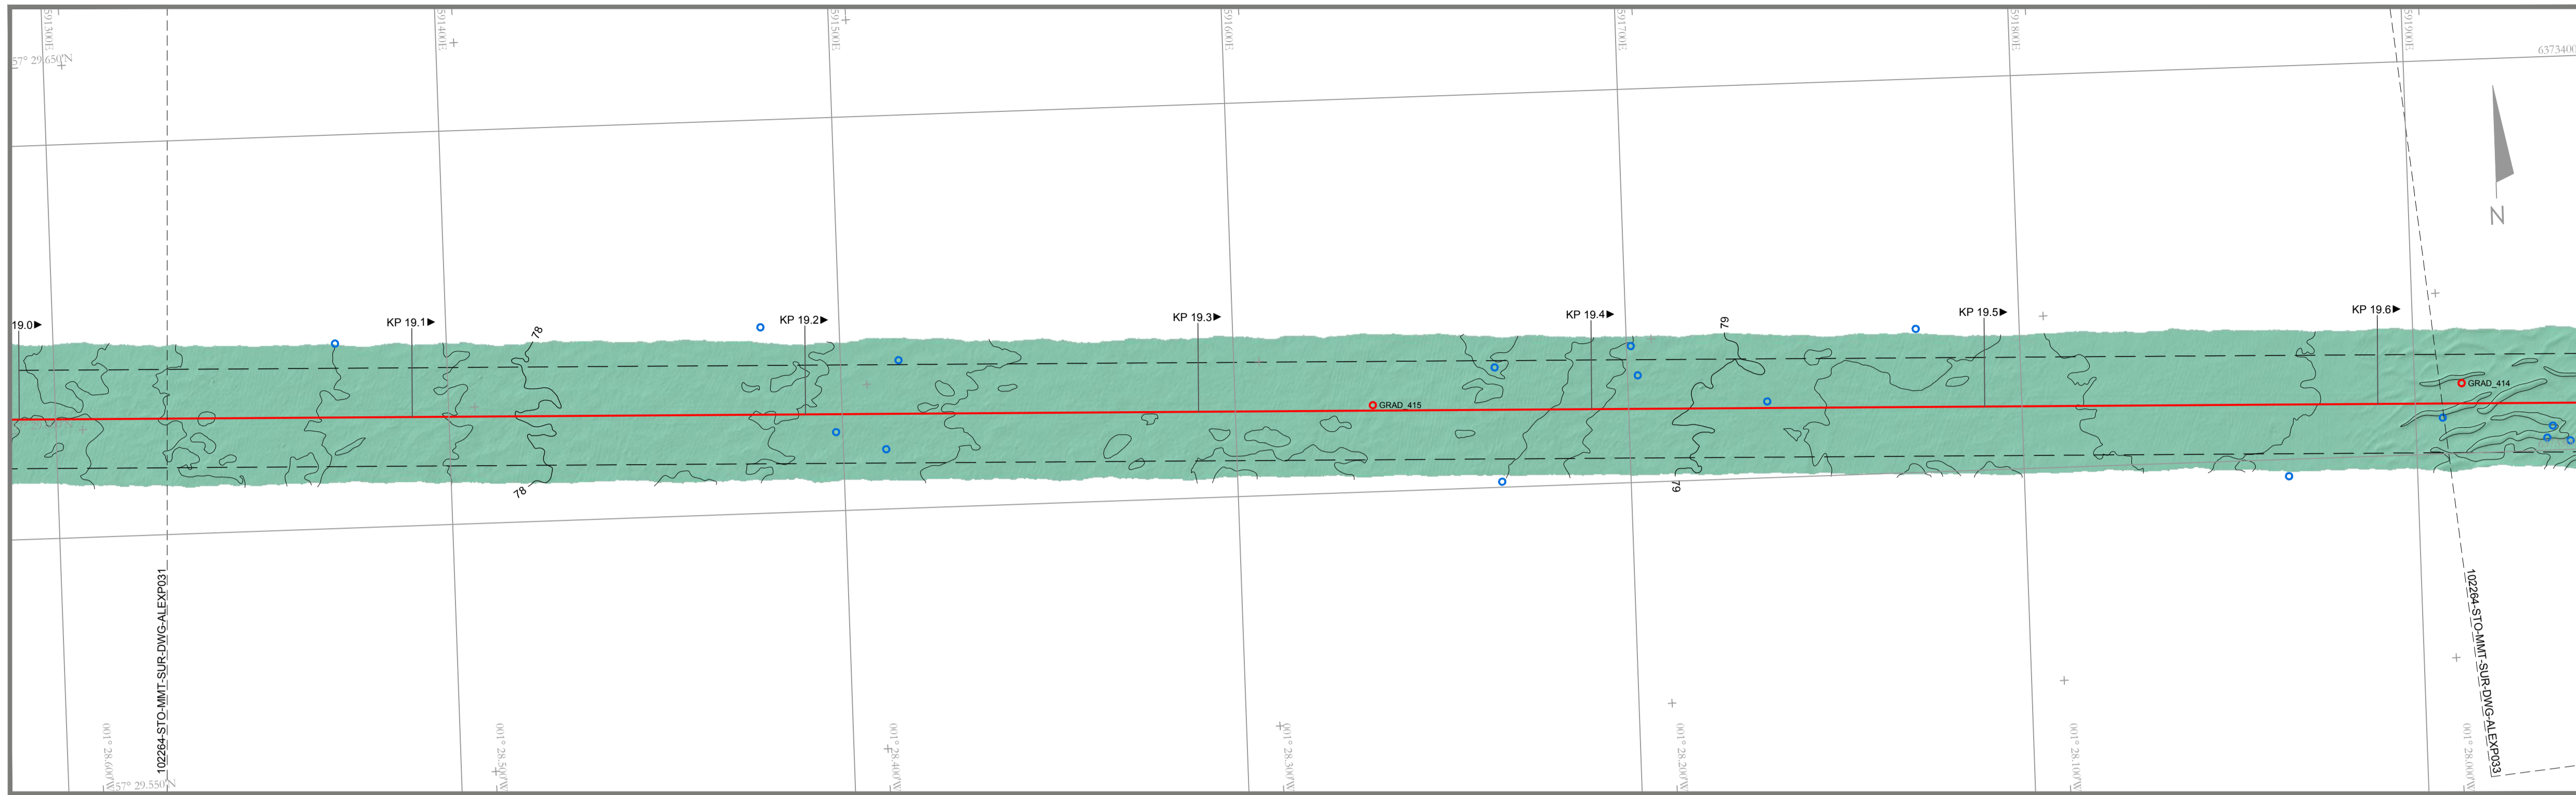 591300E
591400E
591500E
591600E
591700E
591800E
591900E
57° 29.650'N
6373400
N
19.0
KP 19.1
KP 19.2
KP 19.3
KP 19.4
KP 19.5
KP 19.6
78
79
GRAD_414
GRAD_415
78
79
102264-STO-MMT-SUR-DWG-ALEXP031
102264-STO-MMT-SUR-DWG-ALEXP033
001° 28.600'W
001° 28.500'W
001° 28.400'W
001° 28.300'W
001° 28.200'W
001° 28.100'W
001° 28.000'W
57° 29.550'N